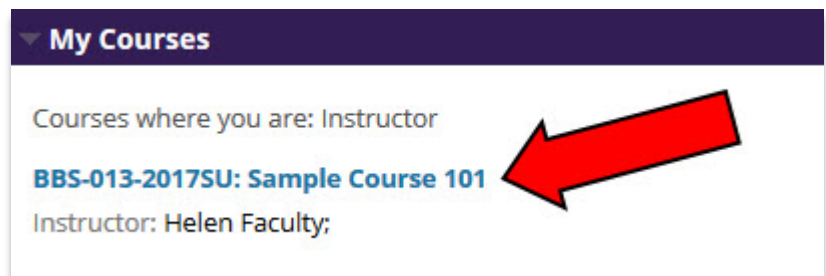 My Courses
Courses where you are: Instructor
BBS-013-2017SU: Sample Course 101
Instructor: Helen Faculty;